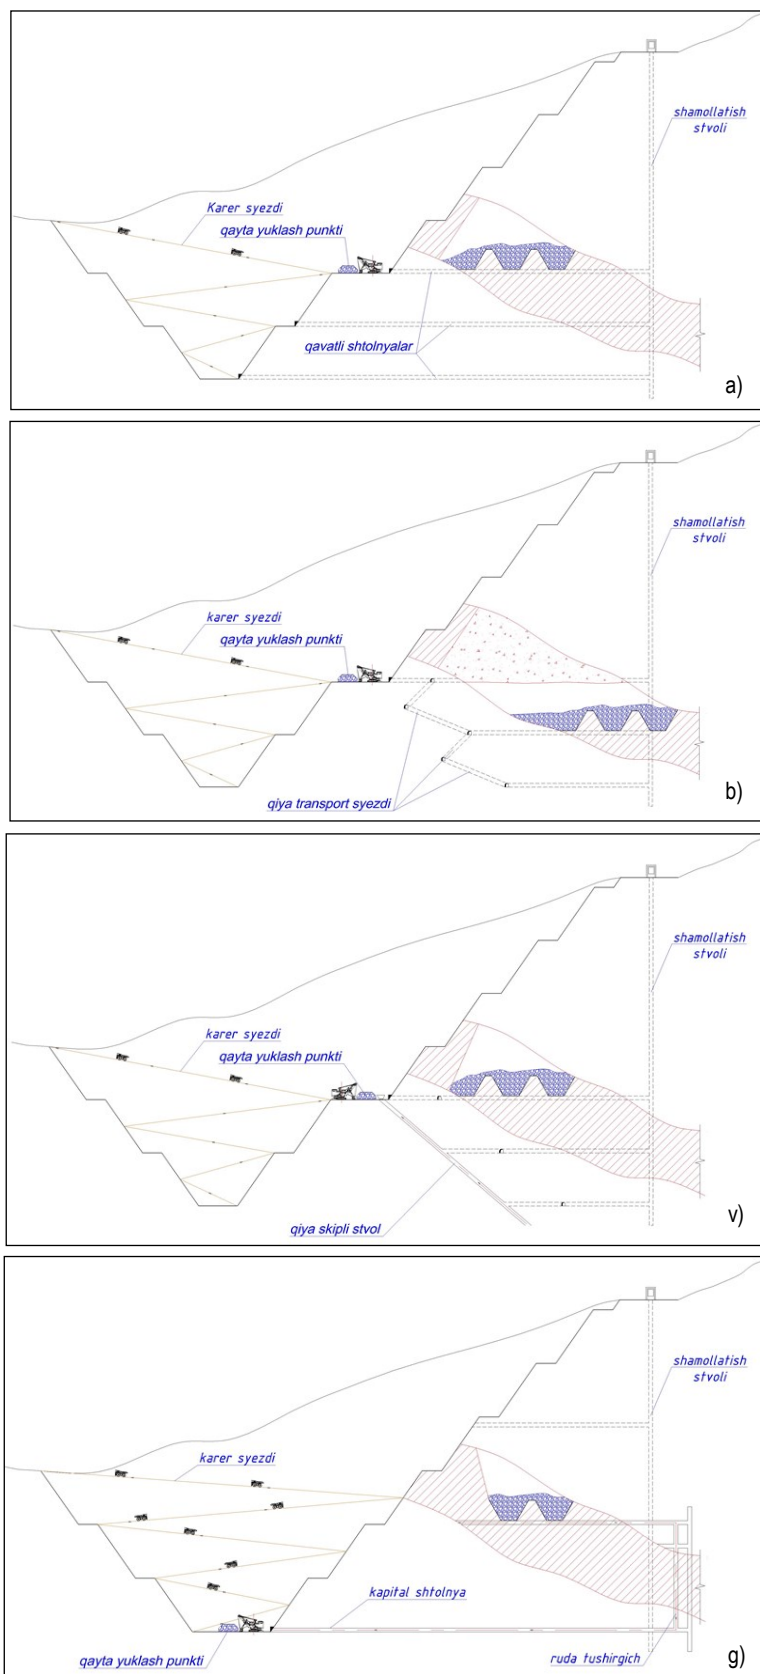 shamollatish
stvoli
Karer syezdi
qayta yuklash punkti
qavatli shtolnyalar
a)
shamollatish
stvoli
karer syezdi
qayta yuklash punkti
qiya transport syezdi
b)
shamollatish
stvoli
karer syezdi
qayta yuklash punkti
qiya skipli stvol
v)
shamollatish
stvoli
karer syezdi
kapital shtolnya
qayta yuklash punkti
ruda tushirgich
g)